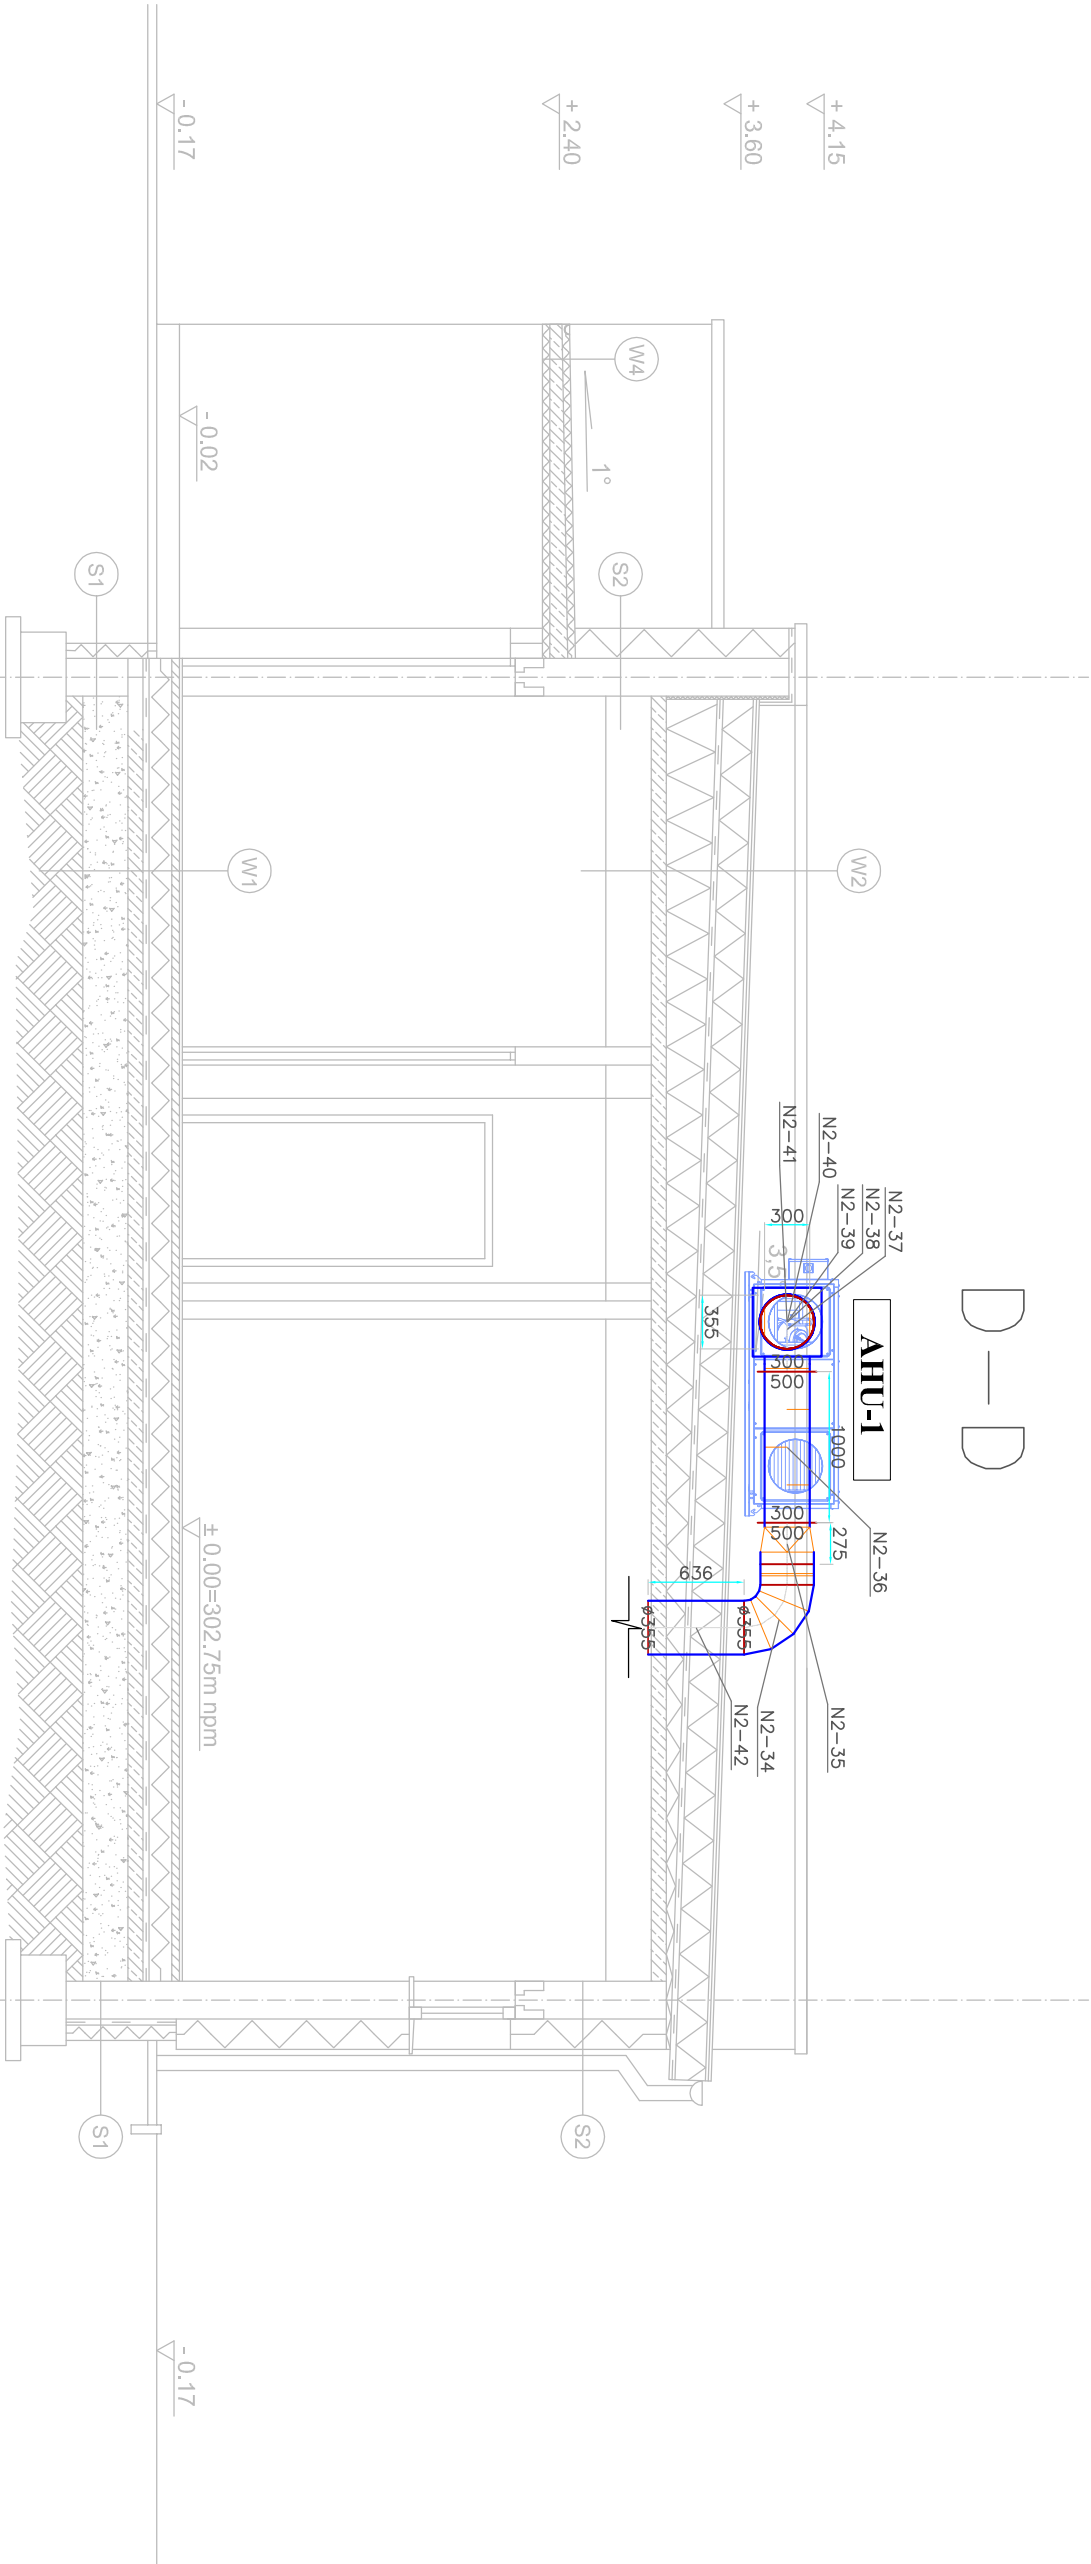 D — D
AHU-1
+ 4.15
+ 3.60
+ 2.40
- 0.17
- 0.02
1°
W4
S2
S1
W2
W1
N2-37
N2-38
N2-39
N2-40
N2-41
300
3,5
355
300
500
1000
300
500
275
N2-36
N2-35
N2-34
N2-42
636
ø355
ø355
± 0.00=302.75m npm
S2
S1
- 0.17